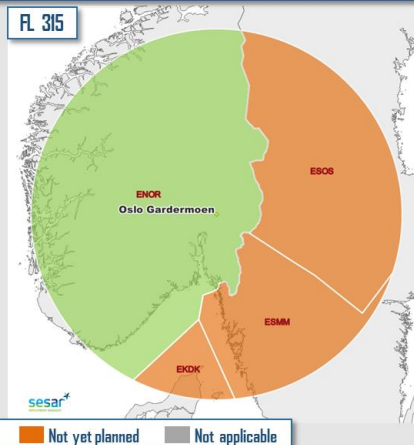 FL 315
ESOS
ENOR
Oslo Gardermoen
ESMM
EKDK
sesar
Not yet planned Not applicable